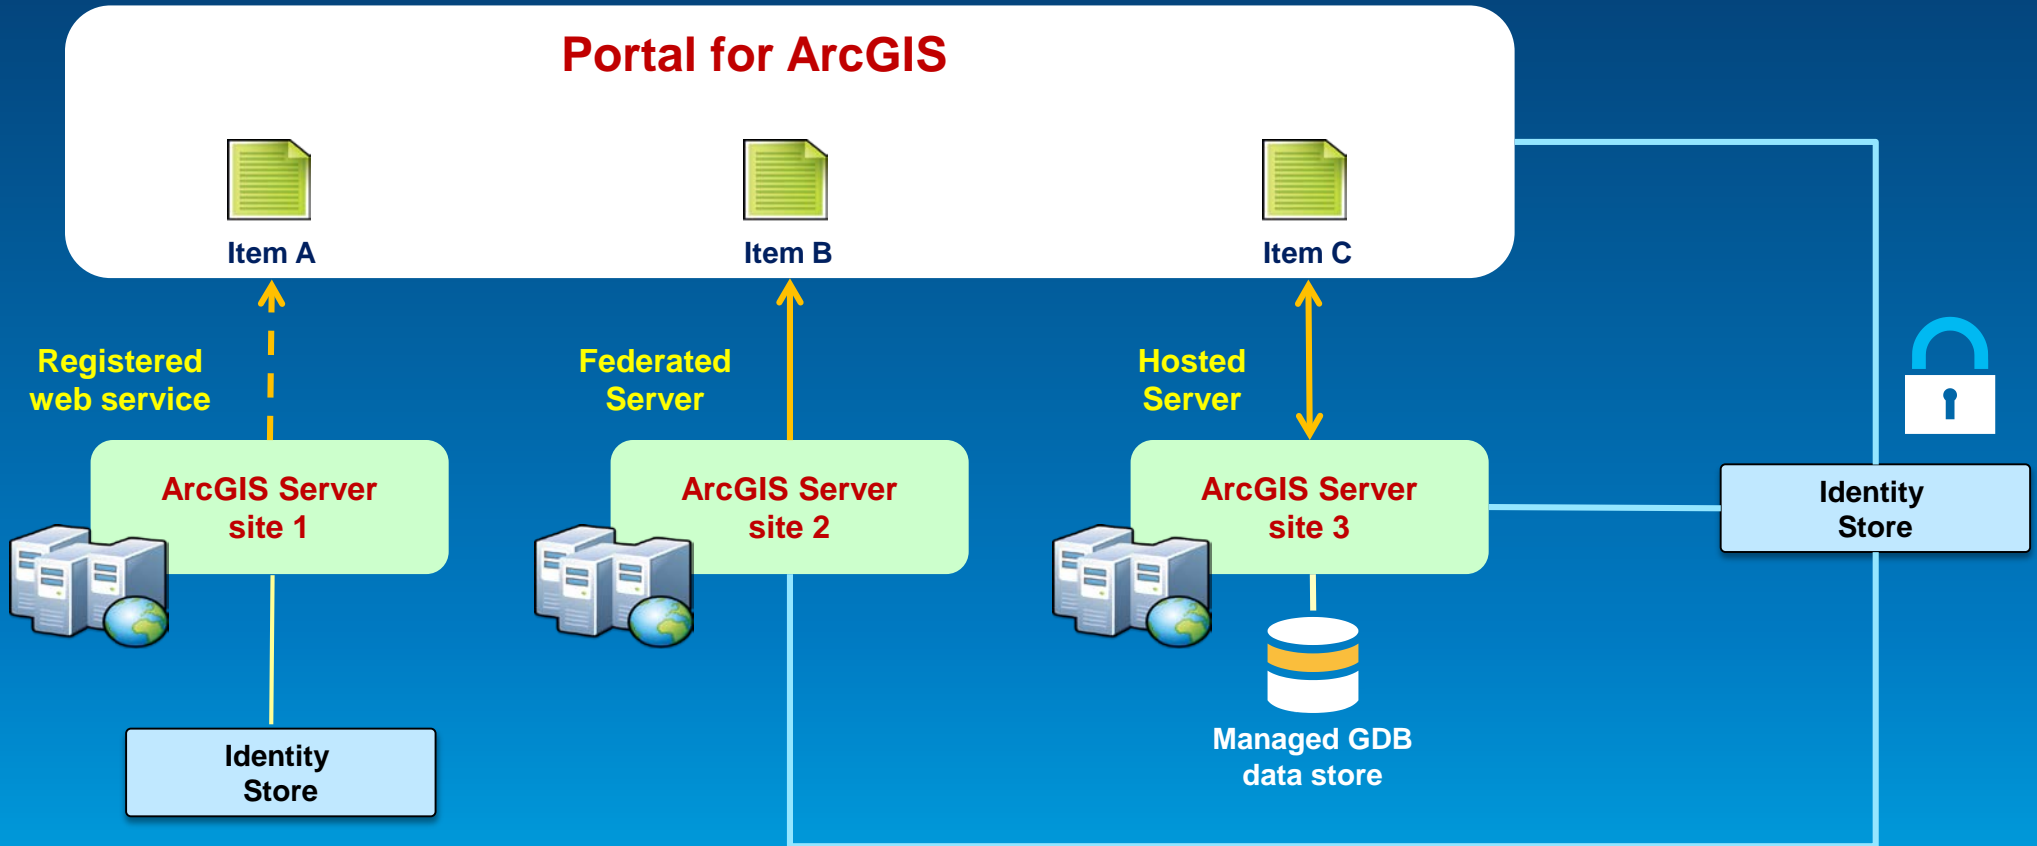 Portal for ArcGIS
Item A
Item B
Item C
Registered
web service
Federated
Server
Hosted
Server
ArcGIS Server
site 1
ArcGIS Server
site 2
ArcGIS Server
site 3
Identity
Store
Identity
Store
Managed GDB
data store